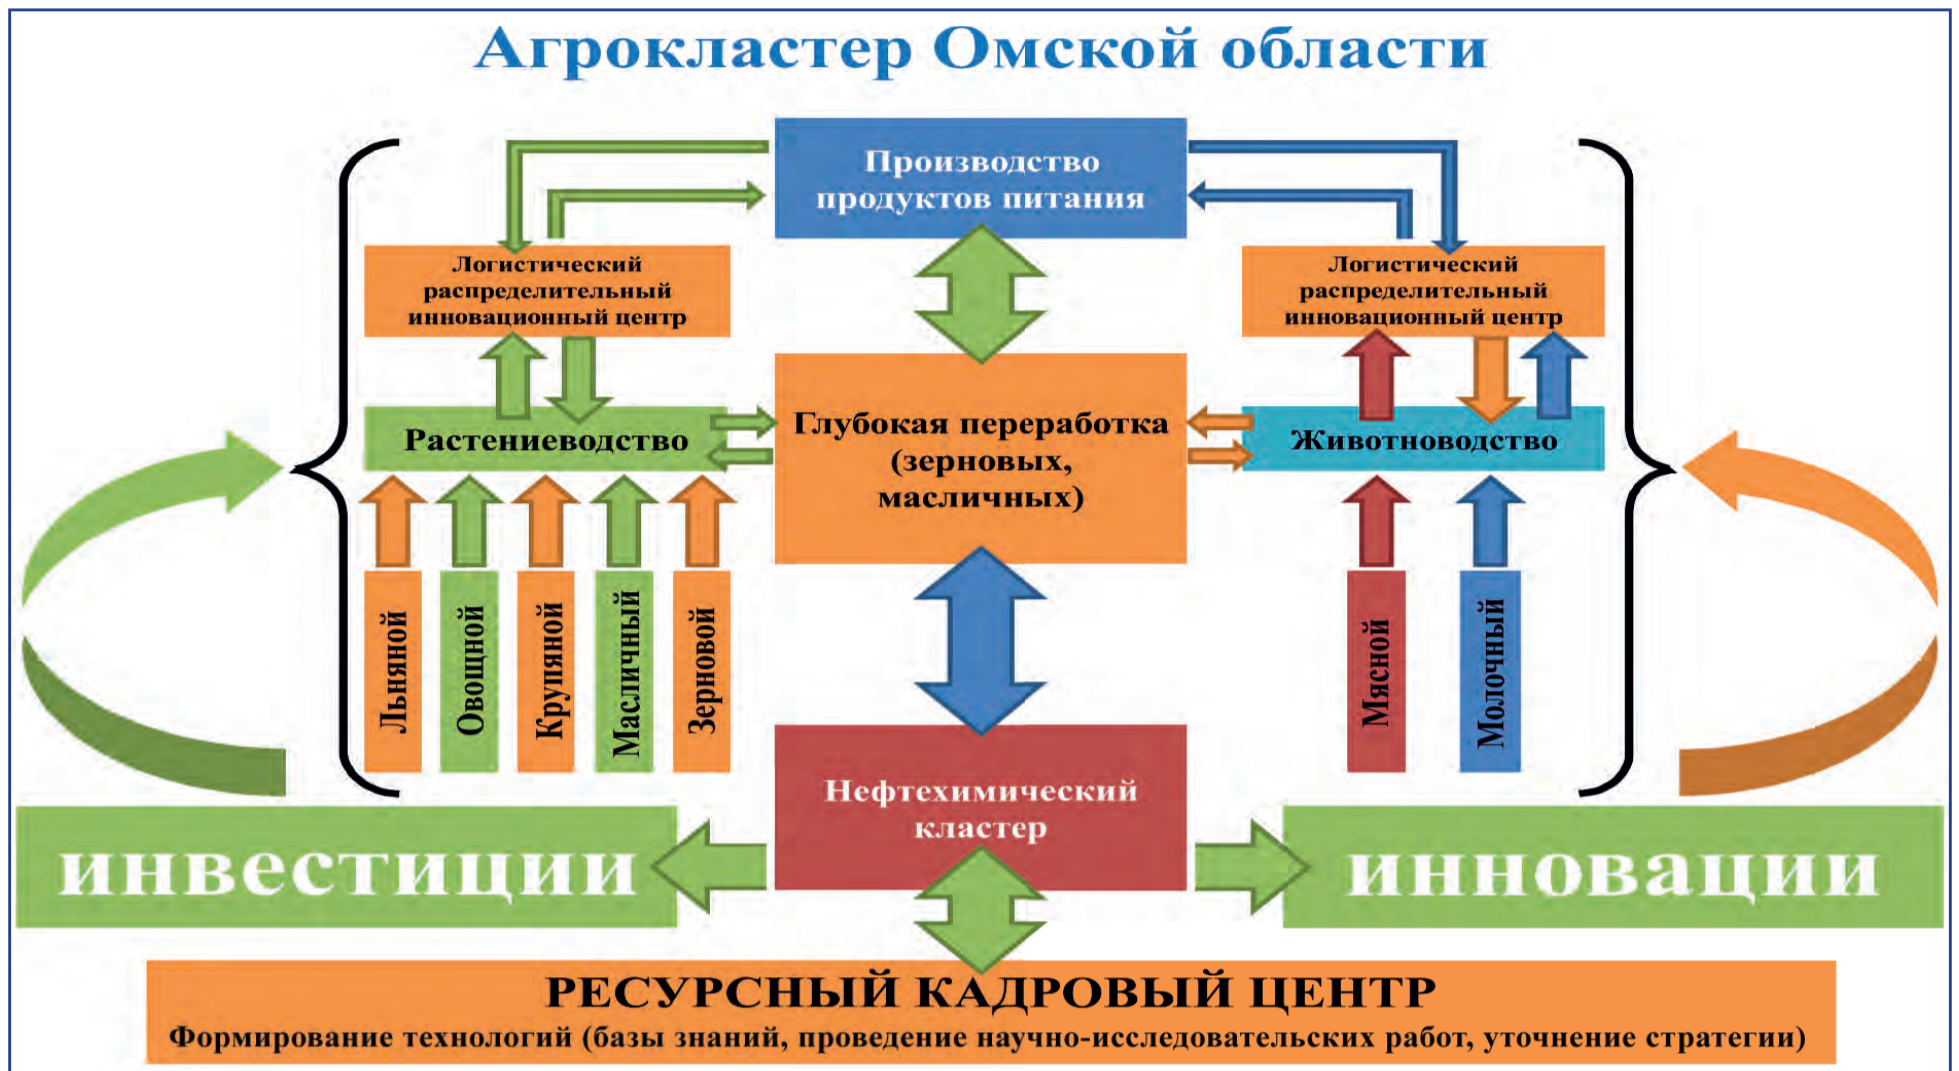 Агрокластер Омской области
Производство
продуктов питания
Логистический
распределительный
инновационный центр
Логистический
распределительный
инновационный центр
Растениеводство
Глубокая переработка
(зерновых,
масличных)
Животноводство
Льняной
Овощной
Крупяной
Масличный
Зерновой
Мясной
Молочный
Нефтехимический
кластер
инвестиции
инновации
РЕСУРСНЫЙ КАДРОВЫЙ ЦЕНТР
Формирование технологий (базы знаний, проведение научно-исследовательских работ, уточнение стратегии)